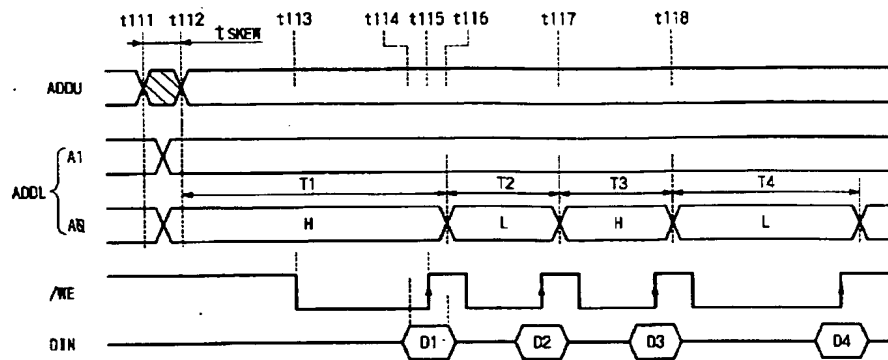 t111 t112 t113 t114 t115 t116 t117 t118
tSKEW
ADDU
A1
ADDL
T1 T2 T3 T4
A0 H L H L
/WE
DIN D1 D2 D3 D4